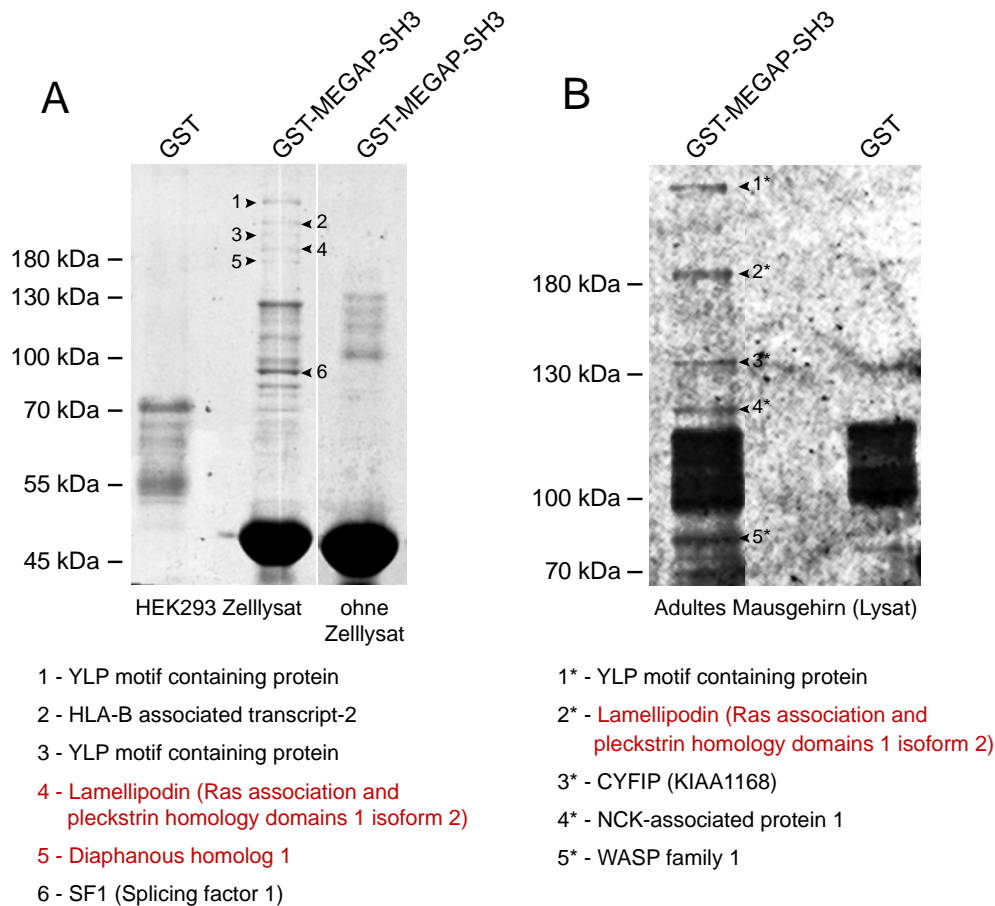 A
GST
GST-MEGAP-SH3
GST-MEGAP-SH3
180 kDa
130 kDa
100 kDa
70 kDa
55 kDa
45 kDa
1
2
3
4
5
6
HEK293 Zelllysat
ohne
Zelllysat
1 - YLP motif containing protein
2 - HLA-B associated transcript-2
3 - YLP motif containing protein
4 - Lamellipodin (Ras association and
pleckstrin homology domains 1 isoform 2)
5 - Diaphanous homolog 1
6 - SF1 (Splicing factor 1)
B
GST-MEGAP-SH3
GST
180 kDa
130 kDa
100 kDa
70 kDa
1*
2*
3*
4*
5*
Adultes Mausgehirn (Lysat)
1* - YLP motif containing protein
2* - Lamellipodin (Ras association and
pleckstrin homology domains 1 isoform 2)
3* - CYFIP (KIAA1168)
4* - NCK-associated protein 1
5* - WASP family 1